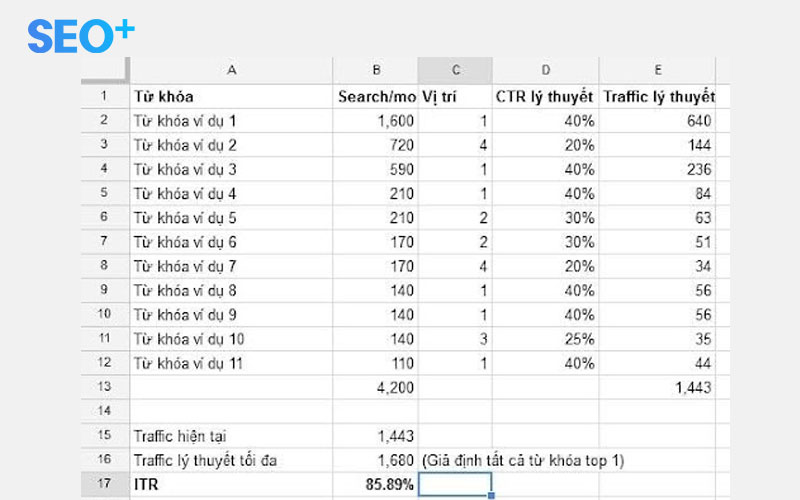 SEO+
A B C D E
1 Từ khóa Search/mo Vị trí CTR lý thuyết Traffic lý thuyết
2 Từ khóa ví dụ 1 1,600 1 40% 640
3 Từ khóa ví dụ 2 720 4 20% 144
4 Từ khóa ví dụ 3 590 1 40% 236
5 Từ khóa ví dụ 4 210 1 40% 84
6 Từ khóa ví dụ 5 210 2 30% 63
7 Từ khóa ví dụ 6 170 2 30% 51
8 Từ khóa ví dụ 7 170 4 20% 34
9 Từ khóa ví dụ 8 140 1 40% 56
10 Từ khóa ví dụ 9 140 1 40% 56
11 Từ khóa ví dụ 10 140 3 25% 35
12 Từ khóa ví dụ 11 110 1 40% 44
13 4,200 1,443
14
15 Traffic hiện tại 1,443
16 Traffic lý thuyết tối đa 1,680 (Giả định tất cả từ khóa top 1)
17 ITR 85.89%